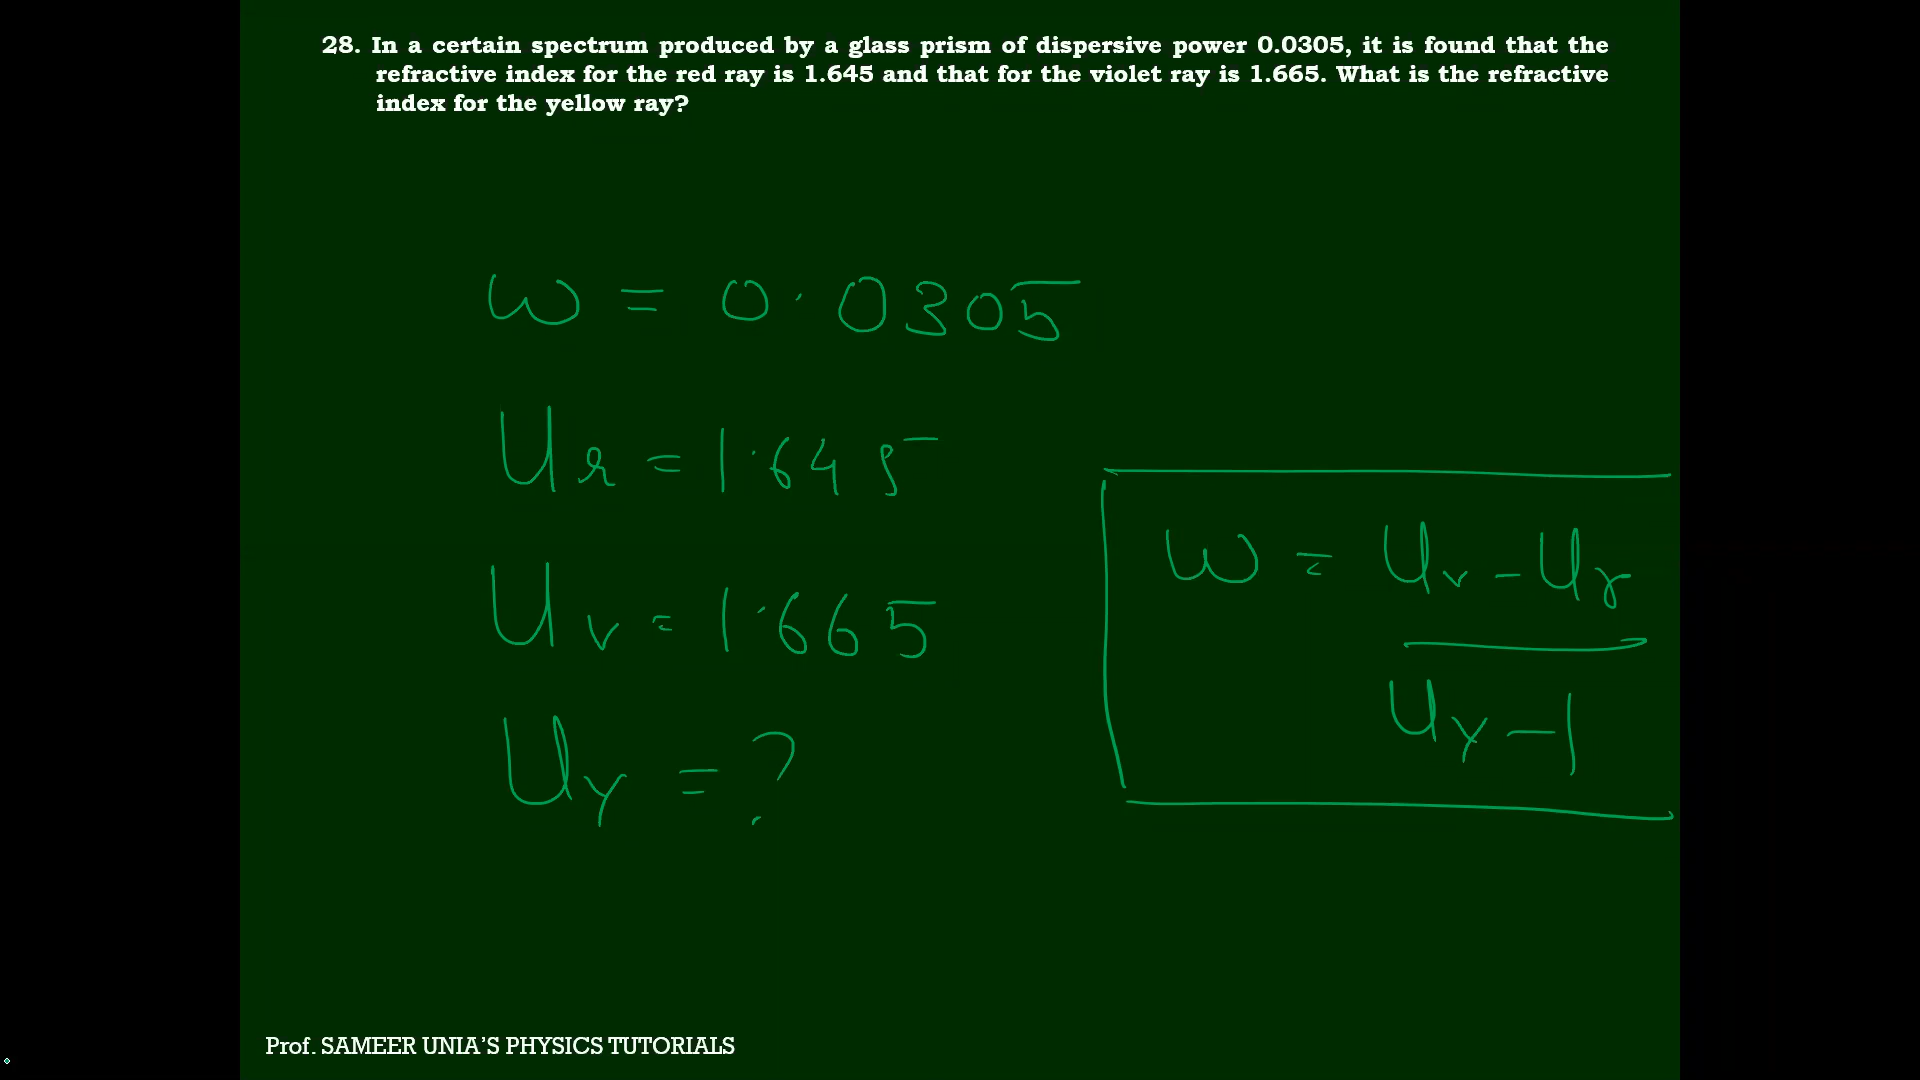 28. In a certain spectrum produced by a glass prism of dispersive power 0.0305, it is found that the
refractive index for the red ray is 1.645 and that for the violet ray is 1.665. What is the refractive
index for the yellow ray?
ω = 0.0305
Ur = 1.645
Uv = 1.665
Uy = ?
ω = Uv - Ur
Uy - 1
Prof. SAMEER UNIA'S PHYSICS TUTORIALS